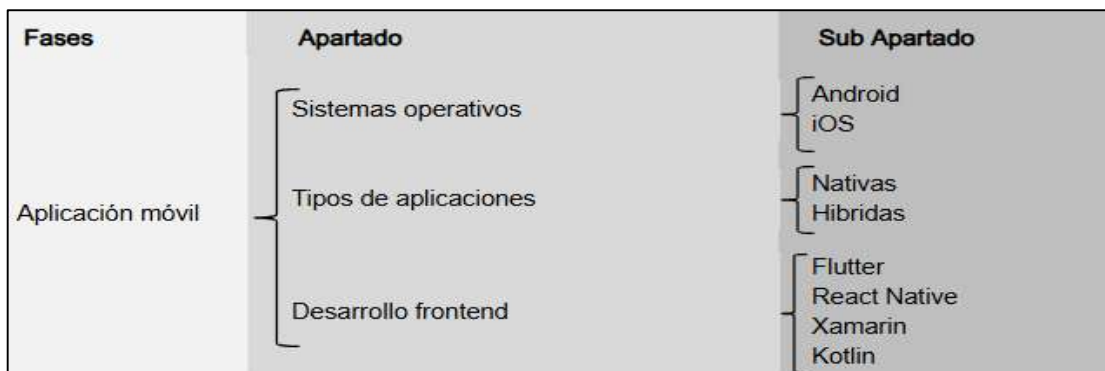 Fases Apartado Sub Apartado
Sistemas operativos
Android
iOS
Aplicación móvil
Tipos de aplicaciones
Nativas
Hibridas
Desarrollo frontend
Flutter
React Native
Xamarin
Kotlin